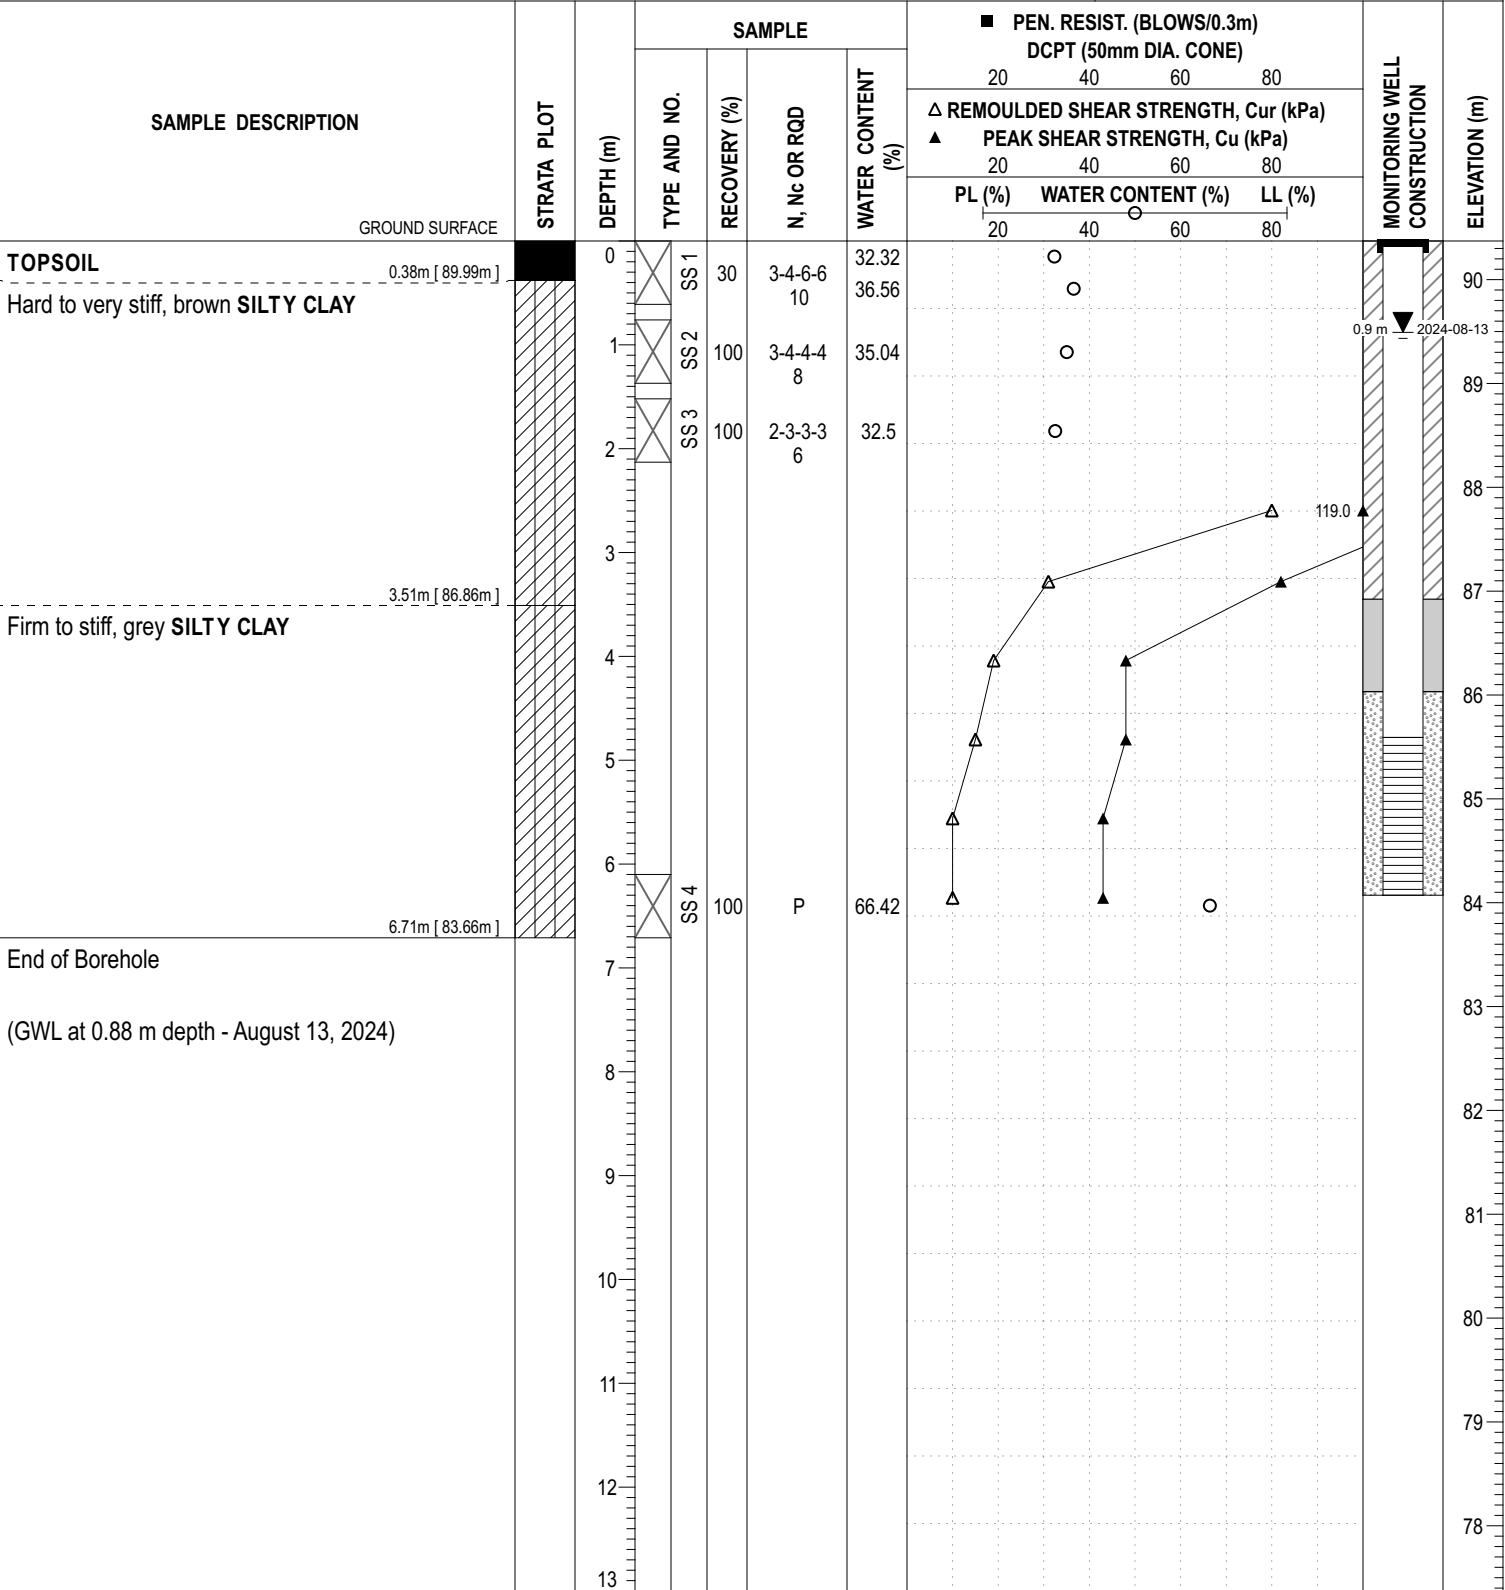 SAMPLE DESCRIPTION
GROUND SURFACE
STRATA PLOT
DEPTH (m)
SAMPLE
TYPE AND NO.
RECOVERY (%)
N, Nc OR RQD
WATER CONTENT
(%)
■ PEN. RESIST. (BLOWS/0.3m)
DCPT (50mm DIA. CONE)
20 40 60 80
△ REMOULDED SHEAR STRENGTH, Cur (kPa)
▲ PEAK SHEAR STRENGTH, Cu (kPa)
20 40 60 80
PL (%) WATER CONTENT (%) LL (%)
20 40 60 80
MONITORING WELL
CONSTRUCTION
ELEVATION (m)
TOPSOIL
0.38m [ 89.99m ]
Hard to very stiff, brown SILTY CLAY
3.51m [ 86.86m ]
Firm to stiff, grey SILTY CLAY
6.71m [ 83.66m ]
End of Borehole
(GWL at 0.88 m depth - August 13, 2024)
0
1
2
3
4
5
6
7
8
9
10
11
12
13
SS 1
30
3-4-6-6
10
32.32
36.56
SS 2
100
3-4-4-4
8
35.04
SS 3
100
2-3-3-3
6
32.5
SS 4
100
P
66.42
119.0
0.9 m
2024-08-13
90
89
88
87
86
85
84
83
82
81
80
79
78